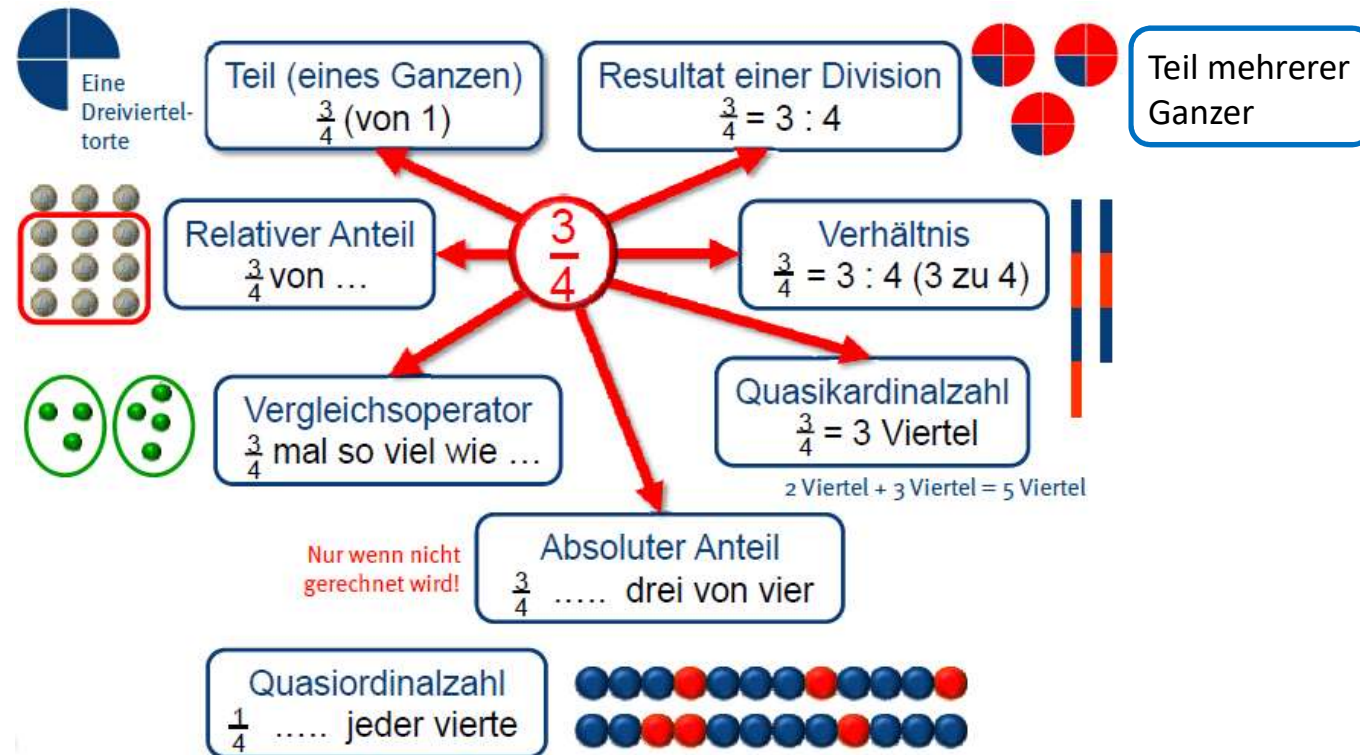 Eine
Dreiviertel-
torte
Teil (eines Ganzen)
3/4 (von 1)
Resultat einer Division
3/4 = 3 : 4
Teil mehrerer
Ganzer
Relativer Anteil
3/4 von ...
3/4
Verhältnis
3/4 = 3 : 4 (3 zu 4)
Vergleichsoperator
3/4 mal so viel wie ...
Quasikardinalzahl
3/4 = 3 Viertel
2 Viertel + 3 Viertel = 5 Viertel
Nur wenn nicht
gerechnet wird!
Absoluter Anteil
3/4 ..... drei von vier
Quasiordinalzahl
1/4 ..... jeder vierte